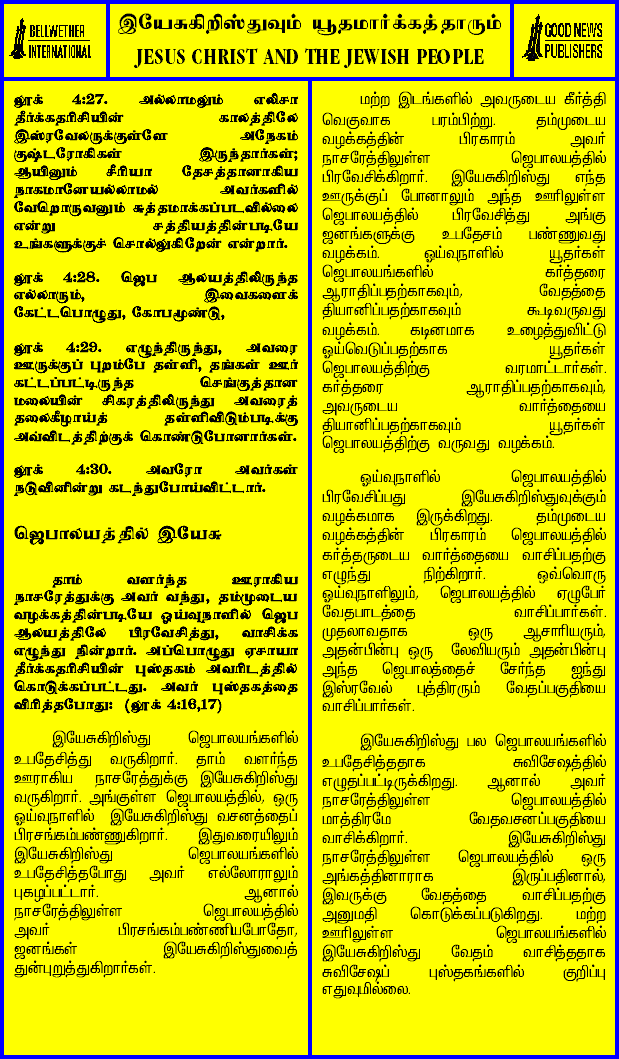 BELLWETHER
INTERNATIONAL
இயேசுகிறிஸ்துவும் யூதமார்க்கத்தாரும்
JESUS CHRIST AND THE JEWISH PEOPLE
GOOD NEWS
PUBLISHERS
லூக் 4:27. அல்லாமலும் எலிசா
தீர்க்கதரிசியின் காலத்திலே
இஸ்ரவேலருக்குள்ளே அநேகம்
குஷ்டரோகிகள் இருந்தார்கள்;
ஆயினும் சீரியா தேசத்தானாகிய
நாகமானேயல்லாமல் அவர்களில்
வேறொருவனும் சுத்தமாக்கப்படவில்லை
என்று சத்தியத்தின்படியே
உங்களுக்குச் சொல்லுகிறேன் என்றார்.
லூக் 4:28. ஜெப ஆலயத்திலிருந்த
எல்லாரும், இவைகளைக்
கேட்டபொழுது, கோபமுண்டு,
லூக் 4:29. எழுந்திருந்து, அவரை
ஊருக்குப் புறம்பே தள்ளி, தங்கள் ஊர்
கட்டப்பட்டிருந்த செங்குத்தான
மலையின் சிகரத்திலிருந்து அவரைத்
தலைகீழாய்த் தள்ளிவிடும்படிக்கு
அவ்விடத்திற்குக் கொண்டுபோனார்கள்.
லூக் 4:30. அவரோ அவர்கள்
நடுவினின்று கடந்துபோய்விட்டார்.
ஜெபாலயத்தில் இயேசு
தாம் வளர்ந்த ஊராகிய
நாசரேத்துக்கு அவர் வந்து, தம்முடைய
வழக்கத்தின்படியே ஓய்வுநாளில் ஜெப
ஆலயத்திலே பிரவேசித்து, வாசிக்க
எழுந்து நின்றார். அப்பொழுது ஏசாயா
தீர்க்கதரிசியின் புஸ்தகம் அவரிடத்தில்
கொடுக்கப்பட்டது. அவர் புஸ்தகத்தை
விரித்தபோது: (லூக் 4:16,17)
இயேசுகிறிஸ்து ஜெபாலயங்களில்
உபதேசித்து வருகிறார். தாம் வளர்ந்த
ஊராகிய நாசரேத்துக்கு இயேசுகிறிஸ்து
வருகிறார். அங்குள்ள ஜெபாலயத்தில், ஒரு
ஓய்வுநாளில் இயேசுகிறிஸ்து வசனத்தைப்
பிரசங்கம்பண்ணுகிறார். இதுவரையிலும்
இயேசுகிறிஸ்து ஜெபாலயங்களில்
உபதேசித்தபோது அவர் எல்லோராலும்
புகழப்பட்டார். ஆனால்
நாசரேத்திலுள்ள ஜெபாலயத்தில்
அவர் பிரசங்கம்பண்ணியபோதோ,
ஜனங்கள் இயேசுகிறிஸ்துவைத்
துன்புறுத்துகிறார்கள்.
மற்ற இடங்களில் அவருடைய கீர்த்தி
வெகுவாக பரம்பிற்று. தம்முடைய
வழக்கத்தின் பிரகாரம் அவர்
நாசரேத்திலுள்ள ஜெபாலயத்தில்
பிரவேசிக்கிறார். இயேசுகிறிஸ்து எந்த
ஊருக்குப் போனாலும் அந்த ஊரிலுள்ள
ஜெபாலயத்தில் பிரவேசித்து அங்கு
ஜனங்களுக்கு உபதேசம் பண்ணுவது
வழக்கம். ஓய்வுநாளில் யூதர்கள்
ஜெபாலயங்களில் கர்த்தரை
ஆராதிப்பதற்காகவும், வேதத்தை
தியானிப்பதற்காகவும் கூடிவருவது
வழக்கம். கடினமாக உழைத்துவிட்டு
ஓய்வெடுப்பதற்காக யூதர்கள்
ஜெபாலயத்திற்கு வரமாட்டார்கள்.
கர்த்தரை ஆராதிப்பதற்காகவும்,
அவருடைய வார்த்தையை
தியானிப்பதற்காகவும் யூதர்கள்
ஜெபாலயத்திற்கு வருவது வழக்கம்.
ஓய்வுநாளில் ஜெபாலயத்தில்
பிரவேசிப்பது இயேசுகிறிஸ்துவுக்கும்
வழக்கமாக இருக்கிறது. தம்முடைய
வழக்கத்தின் பிரகாரம் ஜெபாலயத்தில்
கர்த்தருடைய வார்த்தையை வாசிப்பதற்கு
எழுந்து நிற்கிறார். ஒவ்வொரு
ஓய்வுநாளிலும், ஜெபாலயத்தில் ஏழுபேர்
வேதபாடத்தை வாசிப்பார்கள்.
முதலாவதாக ஒரு ஆசாரியரும்,
அதன்பின்பு ஒரு லேவியரும் அதன்பின்பு
அந்த ஜெபாலத்தைச் சேர்ந்த ஐந்து
இஸ்ரவேல் புத்திரரும் வேதப்பகுதியை
வாசிப்பார்கள்.
இயேசுகிறிஸ்து பல ஜெபாலயங்களில்
உபதேசித்ததாக சுவிசேஷத்தில்
எழுதப்பட்டிருக்கிறது. ஆனால் அவர்
நாசரேத்திலுள்ள ஜெபாலயத்தில்
மாத்திரமே வேதவசனப்பகுதியை
வாசிக்கிறார். இயேசுகிறிஸ்து
நாசரேத்திலுள்ள ஜெபாலயத்தில் ஒரு
அங்கத்தினராக இருப்பதினால்,
இவருக்கு வேதத்தை வாசிப்பதற்கு
அனுமதி கொடுக்கப்படுகிறது. மற்ற
ஊரிலுள்ள ஜெபாலயங்களில்
இயேசுகிறிஸ்து வேதம் வாசித்ததாக
சுவிசேஷப் புஸ்தகங்களில் குறிப்பு
எதுவுமில்லை.